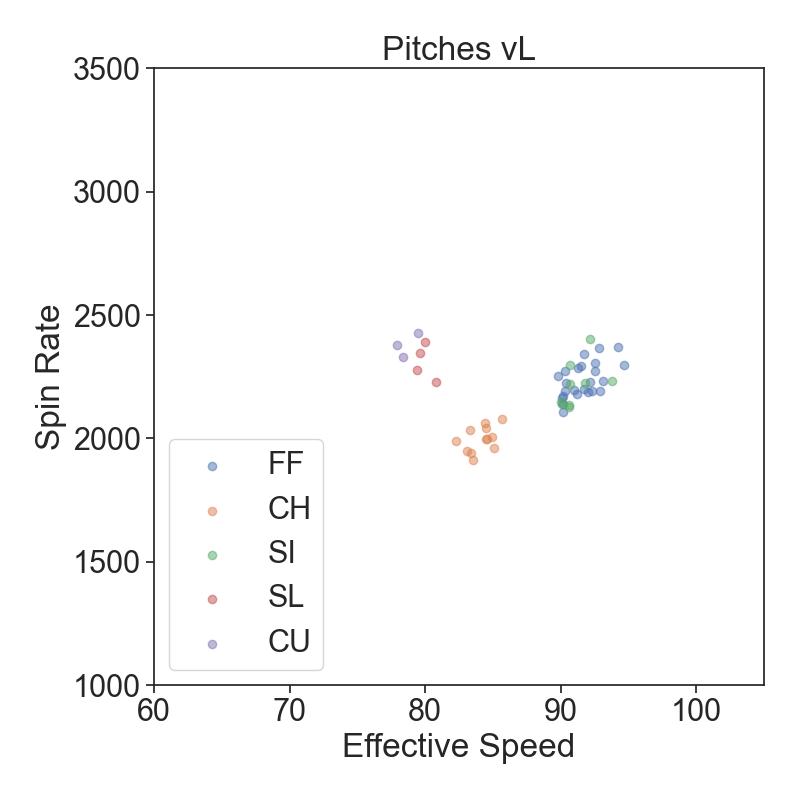 Pitches vL
3500
3000
2500
2000
1500
1000
Spin Rate
FF
CH
SI
SL
CU
60 70 80 90 100
Effective Speed